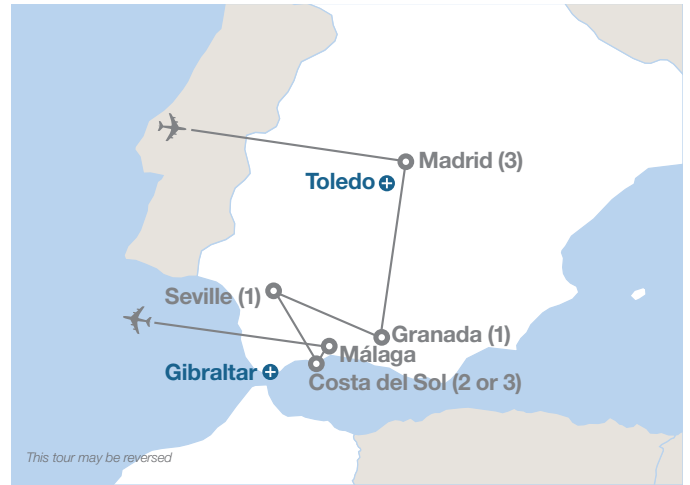 Madrid (3)
Toledo
Seville (1)
Granada (1)
Málaga
Gibraltar
Costa del Sol (2 or 3)
This tour may be reversed